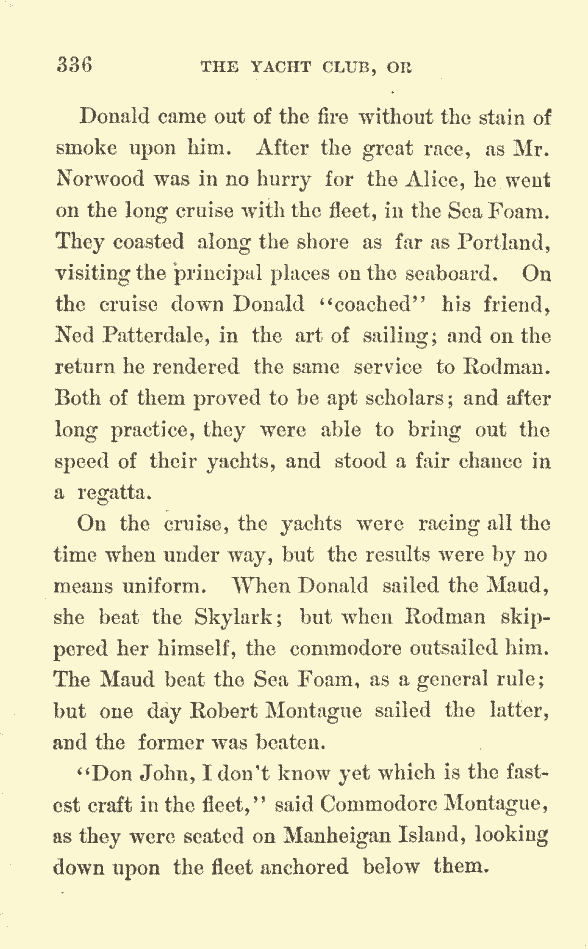 336 THE YACHT CLUB, OR
Donald came out of the fire without the stain of
smoke upon him. After the great race, as Mr.
Norwood was in no hurry for the Alice, he went
on the long cruise with the fleet, in the Sea Foam.
They coasted along the shore as far as Portland,
visiting the principal places on the seaboard. On
the cruise down Donald "coached" his friend,
Ned Patterdale, in the art of sailing; and on the
return he rendered the same service to Rodman.
Both of them proved to be apt scholars; and after
long practice, they were able to bring out the
speed of their yachts, and stood a fair chance in
a regatta.
On the cruise, the yachts were racing all the
time when under way, but the results were by no
means uniform. When Donald sailed the Maud,
she beat the Skylark; but when Rodman skip-
pered her himself, the commodore outsailed him.
The Maud beat the Sea Foam, as a general rule;
but one day Robert Montague sailed the latter,
and the former was beaten.
"Don John, I don't know yet which is the fast-
est craft in the fleet," said Commodore Montague,
as they were seated on Manheigan Island, looking
down upon the fleet anchored below them.